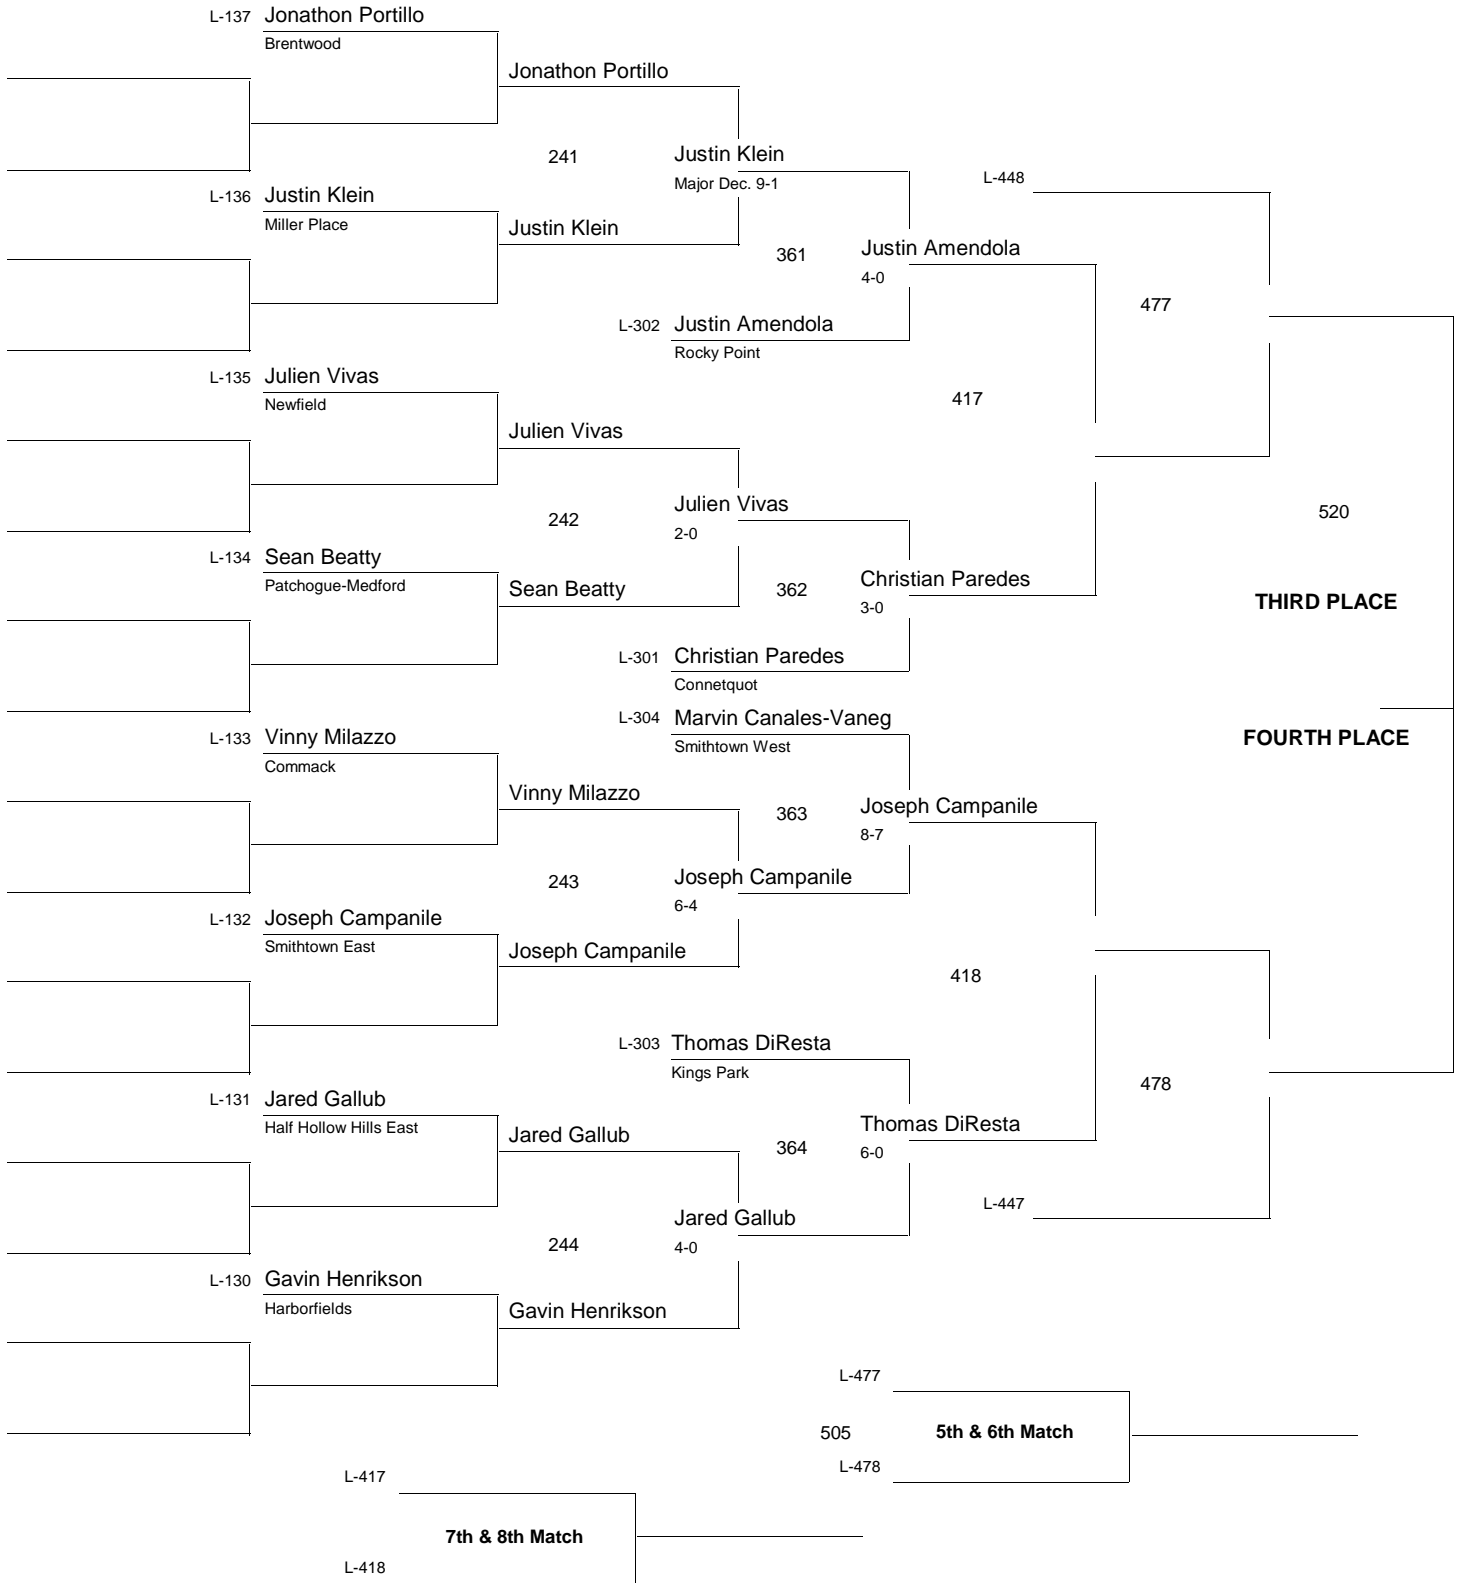 L-137 Jonathon Portillo
Brentwood
Jonathon Portillo
241
Justin Klein
Major Dec. 9-1
L-448
L-136 Justin Klein
Miller Place
Justin Klein
361
Justin Amendola
4-0
477
L-302 Justin Amendola
Rocky Point
L-135 Julien Vivas
Newfield
417
Julien Vivas
242
Julien Vivas
2-0
520
L-134 Sean Beatty
Patchogue-Medford
Sean Beatty
362
Christian Paredes
3-0
THIRD PLACE
L-301 Christian Paredes
Connetquot
L-304 Marvin Canales-Vaneg
Smithtown West
FOURTH PLACE
L-133 Vinny Milazzo
Commack
Vinny Milazzo
363
Joseph Campanile
8-7
243
Joseph Campanile
6-4
L-132 Joseph Campanile
Smithtown East
Joseph Campanile
418
L-303 Thomas DiResta
Kings Park
478
L-131 Jared Gallub
Half Hollow Hills East
Jared Gallub
364
Thomas DiResta
6-0
L-447
244
Jared Gallub
4-0
L-130 Gavin Henrikson
Harborfields
Gavin Henrikson
L-477
505
5th & 6th Match
L-478
L-417
7th & 8th Match
L-418